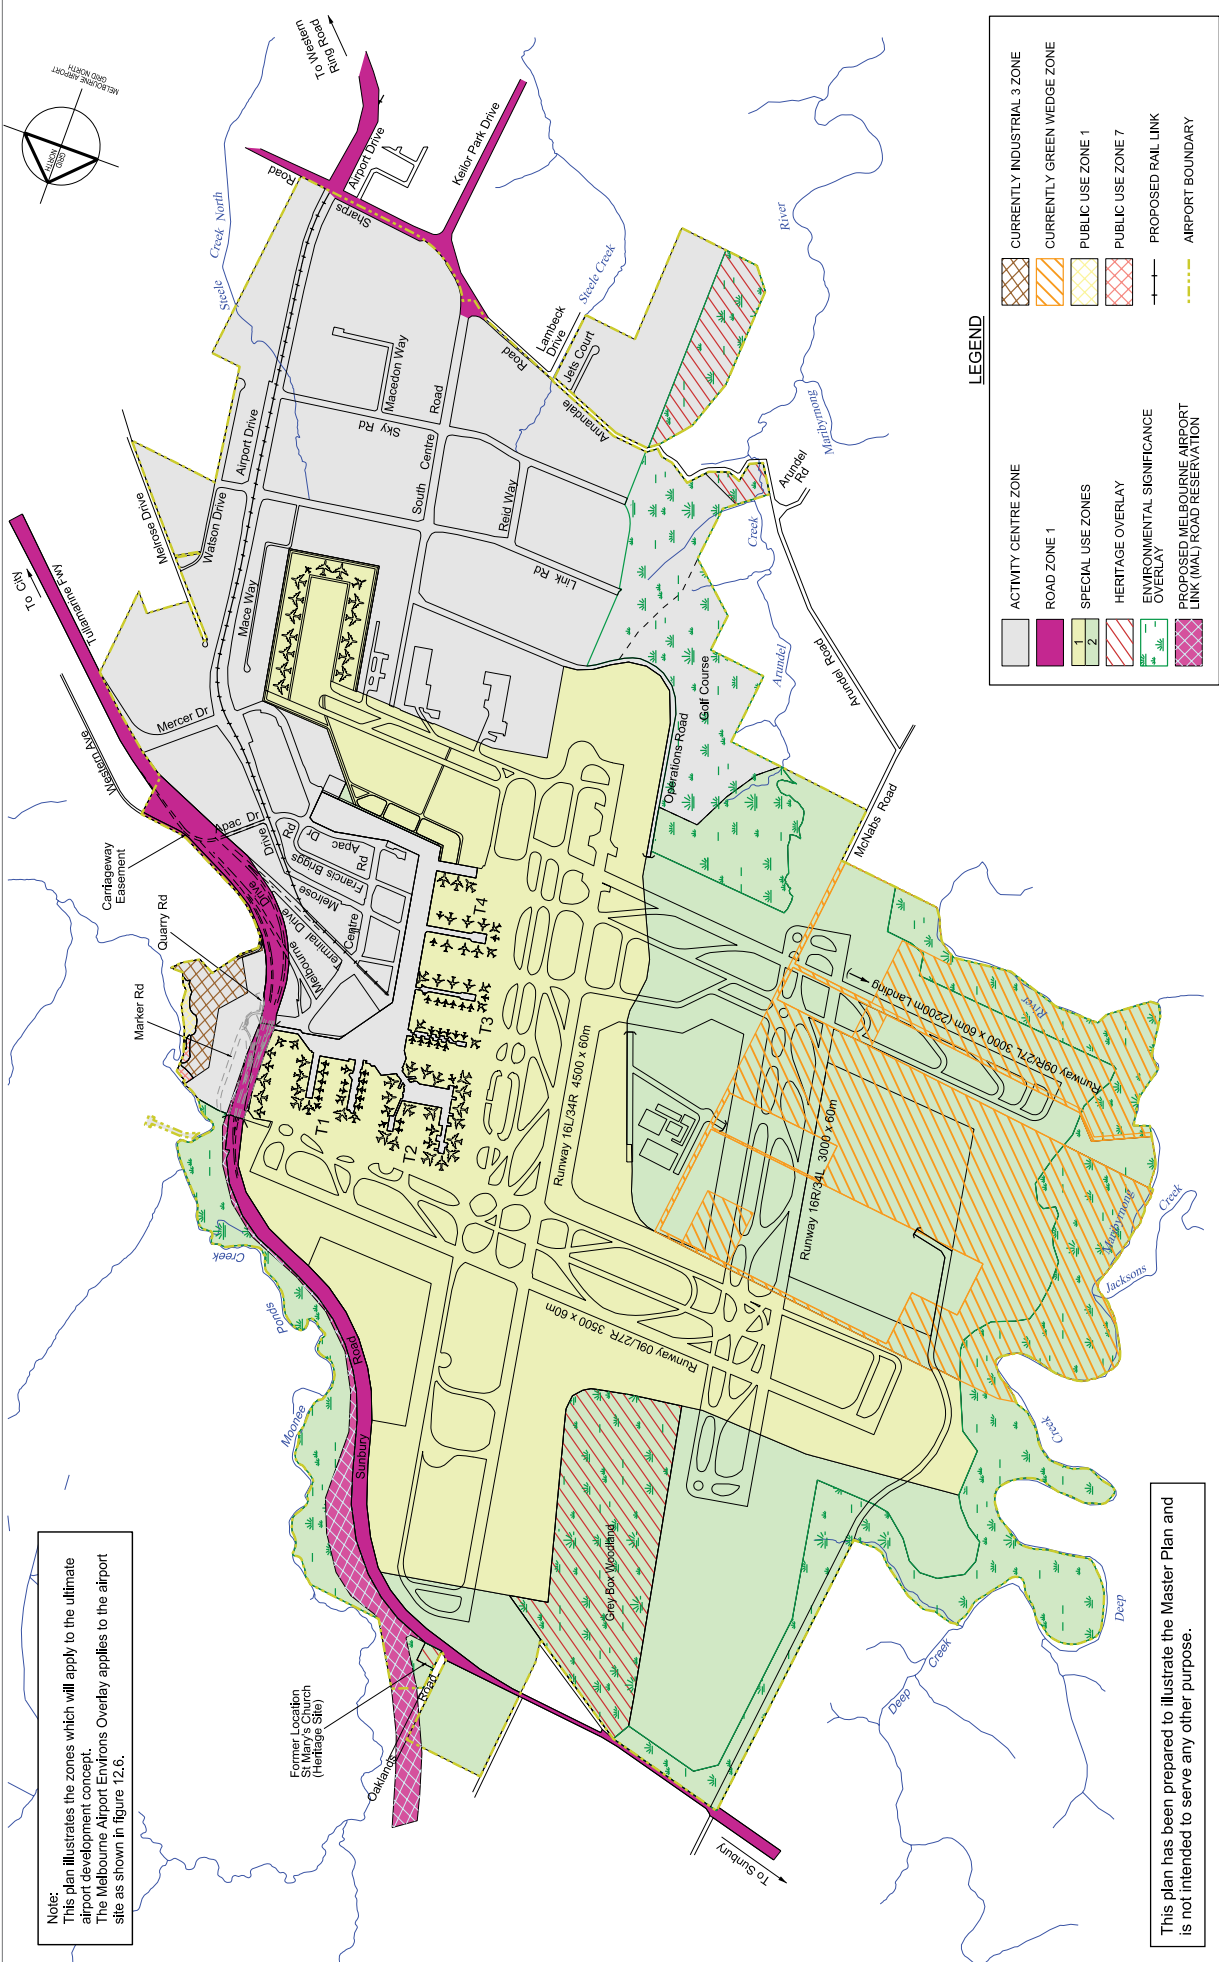 Note:
This plan illustrates the zones which will apply to the ultimate
airport development concept.
The Melbourne Airport Environs Overlay applies to the airport
site as shown in figure 12.6.
MELBOURNE AIRPORT
GRID NORTH
GRID
NORTH
To Western
Ring Road
Road
Airport Drive
Sharps
Keilor Park Drive
Steele
Creek North
Steele Creek
River
Maribyrnong
Lambeck
Drive
Jets Court
Road
Annandale
Macedon Way
Sky Rd
South
Centre
Road
Reid Way
Link Rd
Airport Drive
Watson Drive
Melrose Drive
Mace Way
To City
Tullamarine Fwy
Western Ave
Mercer Dr
Apac Dr
Carriageway
Easement
Quarry Rd
Marker Rd
Drive
Rd
Apac
Dr
Francis Briggs
Rd
Melrose
Centre
Drive
Terminal Drive
Melbourne
T1
T2
T3
T4
Golf Course
Operations Road
Creek
Arundel
Arundel
Rd
Arundel Road
McNabs Road
Runway 16L/34R 4500 x 60m
Runway 16R/34L 3000 x 60m
Runway 09L/27R 3500 x 60m
Runway 09R/27L 3000 x 60m (2200m Landing
River
Maribyrnong
Jacksons
Creek
Creek
Deep
Deep
Creek
Creek
Ponds
Moonee
Road
Sunbury
Grey Box Woodland
Former Location
St Mary's Church
(Heritage Site)
Oaklands
Road
To Sunbury
LEGEND
ACTIVITY CENTRE ZONE
ROAD ZONE 1
1
2
SPECIAL USE ZONES
HERITAGE OVERLAY
ENVIRONMENTAL SIGNIFICANCE
OVERLAY
PROPOSED MELBOURNE AIRPORT
LINK (MAL) ROAD RESERVATION
CURRENTLY INDUSTRIAL 3 ZONE
CURRENTLY GREEN WEDGE ZONE
PUBLIC USE ZONE 1
PUBLIC USE ZONE 7
PROPOSED RAIL LINK
AIRPORT BOUNDARY
This plan has been prepared to illustrate the Master Plan and
is not intended to serve any other purpose.